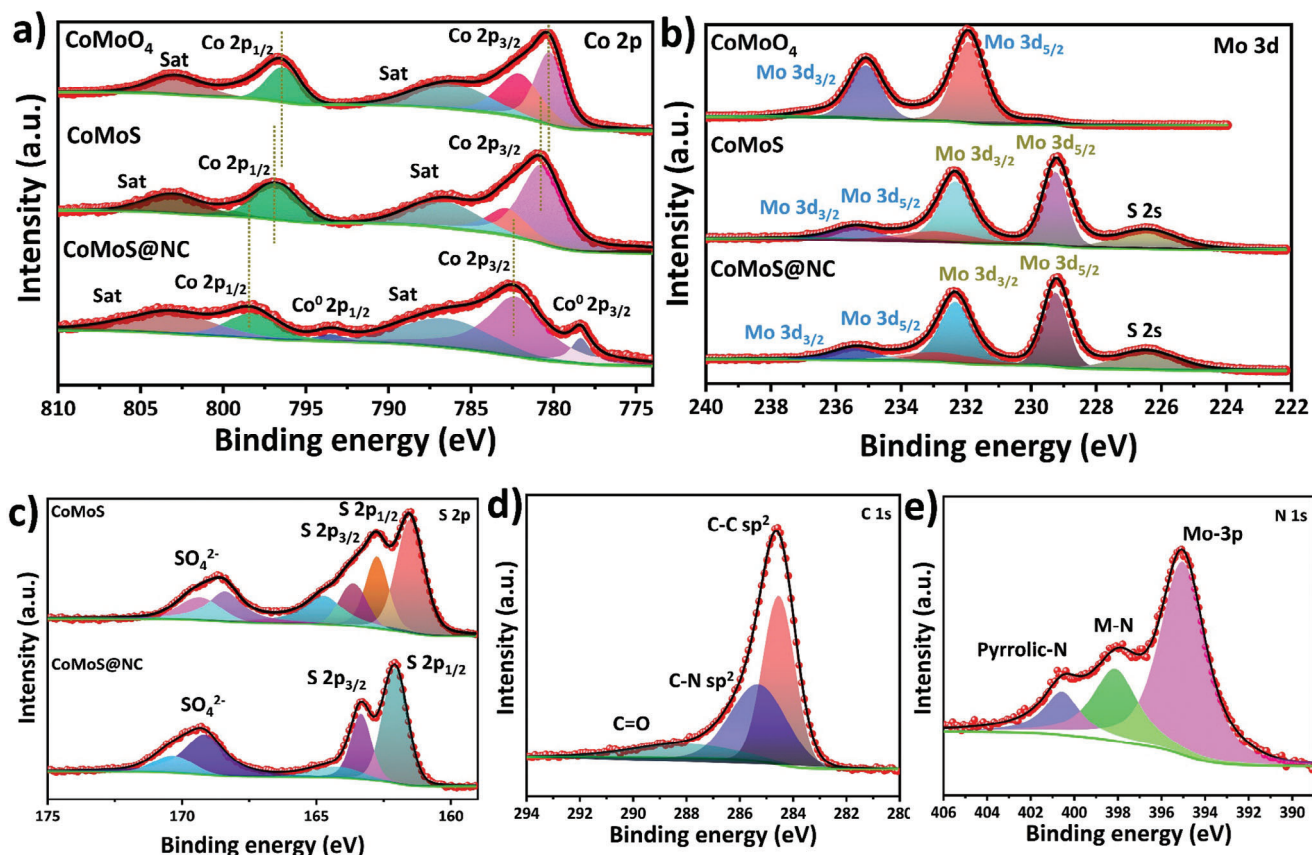 a)
CoMoO₄
Co 2p₁/₂
Sat
Co 2p₃/₂
Co 2p
Sat
CoMoS
Co 2p₁/₂
Sat
Co 2p₃/₂
Sat
CoMoS@NC
Co 2p₃/₂
Co 2p₁/₂
Sat
Co⁰ 2p₁/₂
Sat
Co⁰ 2p₃/₂
Intensity (a.u.)
810 805 800 795 790 785 780 775
Binding energy (eV)
b)
CoMoO₄
Mo 3d₅/₂
Mo 3d
Mo 3d₃/₂
CoMoS
Mo 3d₃/₂
Mo 3d₅/₂
Mo 3d₅/₂
Mo 3d₃/₂
S 2s
CoMoS@NC
Mo 3d₃/₂
Mo 3d₅/₂
Mo 3d₅/₂
Mo 3d₃/₂
S 2s
Intensity (a.u.)
240 238 236 234 232 230 228 226 224 222
Binding energy (eV)
c)
CoMoS
S 2p₁/₂
S 2p
S 2p₃/₂
SO₄²⁻
CoMoS@NC
S 2p₁/₂
S 2p₃/₂
SO₄²⁻
Intensity (a.u.)
175 170 165 160
Binding energy (eV)
d)
C 1s
C-C sp²
C-N sp²
C=O
Intensity (a.u.)
294 292 290 288 286 284 282 280
Binding energy (eV)
e)
N 1s
Mo-3p
M-N
Pyrrolic-N
Intensity (a.u.)
406 404 402 400 398 396 394 392 390
Binding energy (eV)